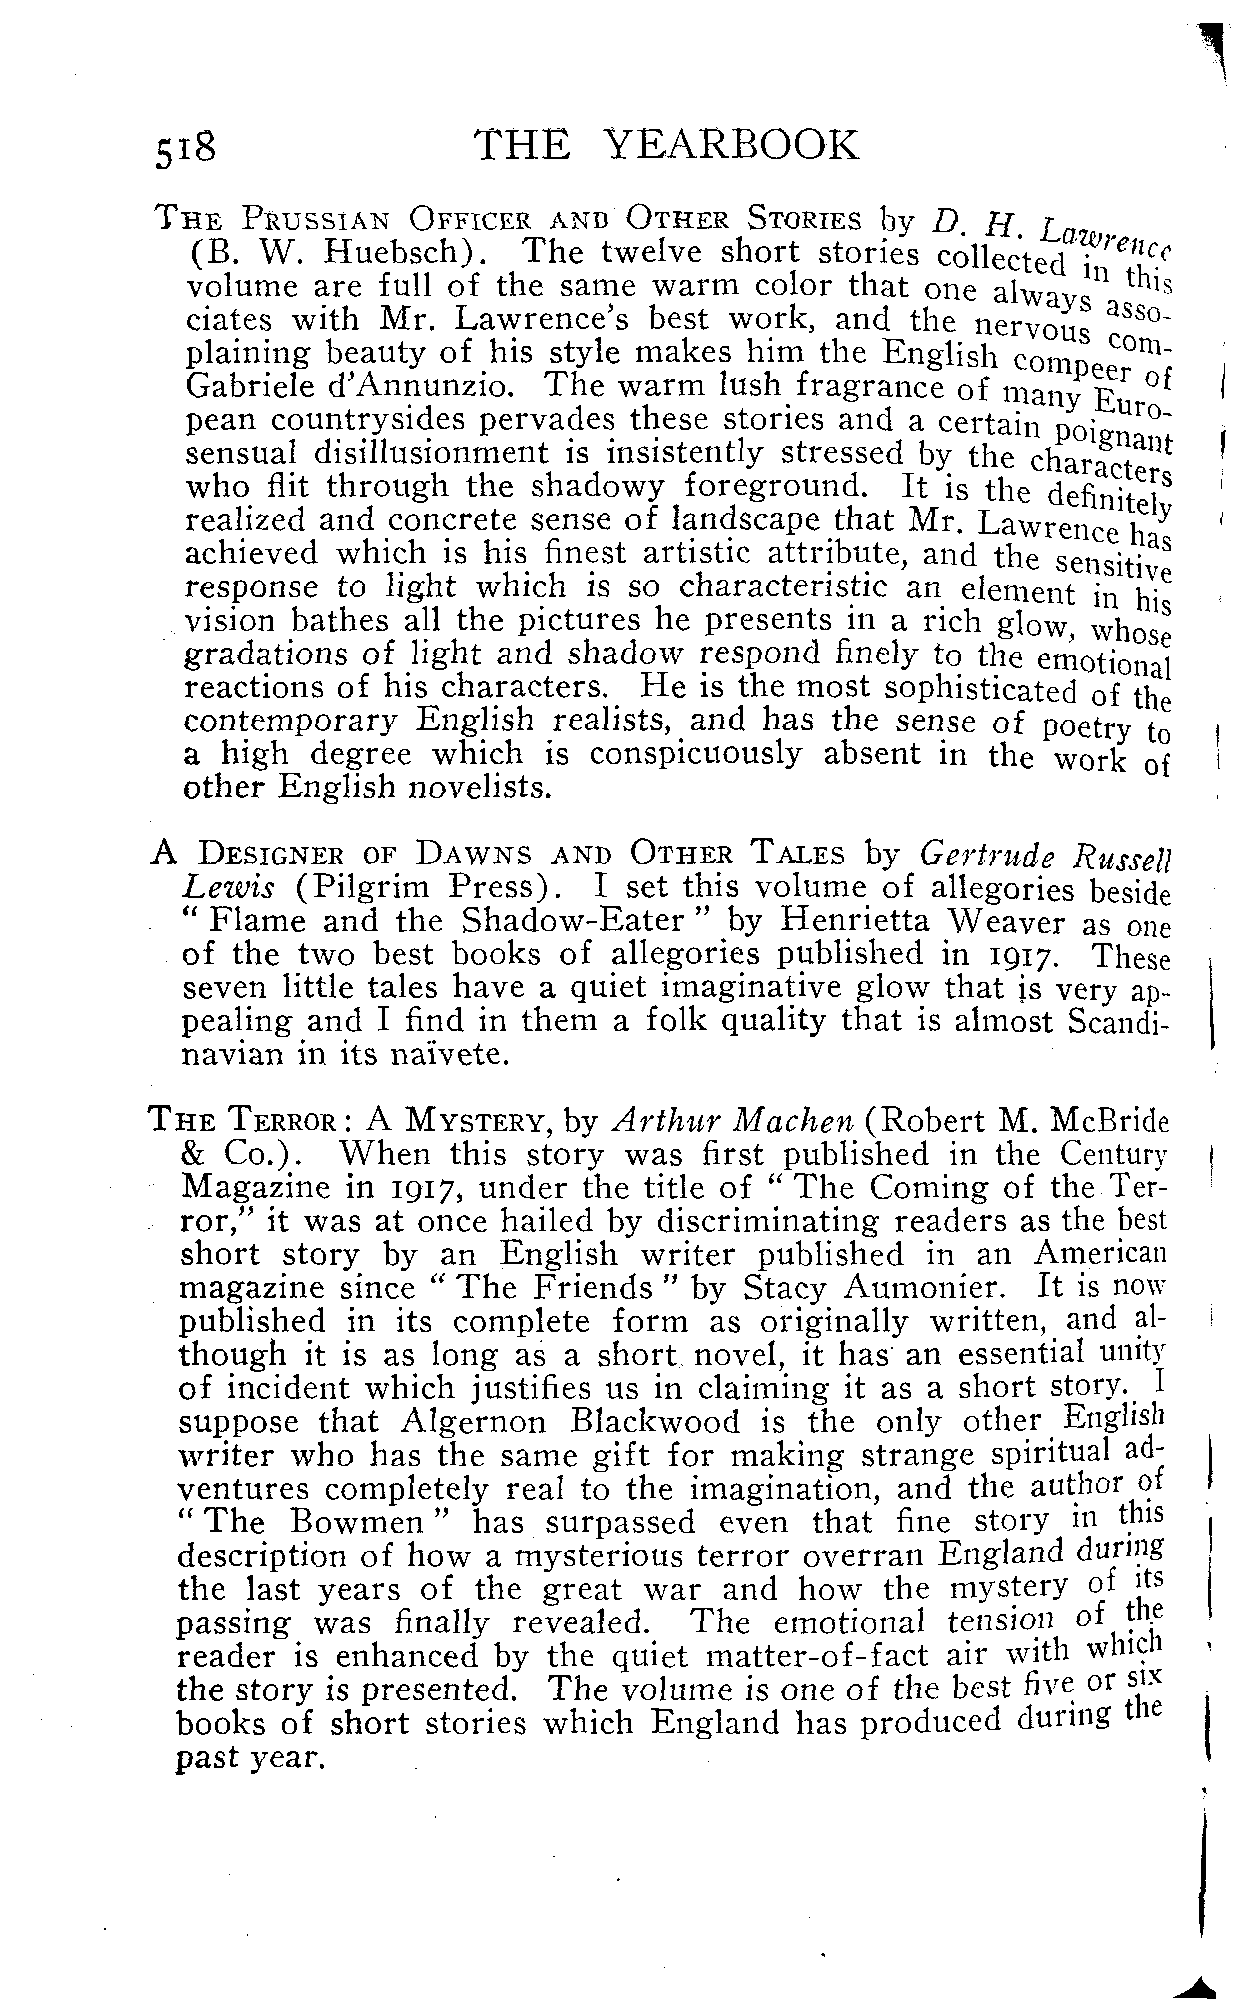 518 THE YEARBOOK
THE PRUSSIAN OFFICER AND OTHER STORIES by D. H. Lawrence
(B. W. Huebsch). The twelve short stories collected in this
volume are full of the same warm color that one always asso-
ciates with Mr. Lawrence's best work, and the nervous com-
plaining beauty of his style makes him the English compeer of
Gabriele d'Annunzio. The warm lush fragrance of many Euro-
pean countrysides pervades these stories and a certain poignant
sensual disillusionment is insistently stressed by the characters
who flit through the shadowy foreground. It is the definitely
realized and concrete sense of landscape that Mr. Lawrence has
achieved which is his finest artistic attribute, and the sensitive
response to light which is so characteristic an element in his
vision bathes all the pictures he presents in a rich glow, whose
gradations of light and shadow respond finely to the emotional
reactions of his characters. He is the most sophisticated of the
contemporary English realists, and has the sense of poetry to
a high degree which is conspicuously absent in the work of
other English novelists.
A DESIGNER OF DAWNS AND OTHER TALES by Gertrude Russell
Lewis (Pilgrim Press). I set this volume of allegories beside
" Flame and the Shadow-Eater " by Henrietta Weaver as one
of the two best books of allegories published in 1917. These
seven little tales have a quiet imaginative glow that is very ap-
pealing and I find in them a folk quality that is almost Scandi-
navian in its naïvete.
THE TERROR: A MYSTERY, by Arthur Machen (Robert M. McBride
& Co.). When this story was first published in the Century
Magazine in 1917, under the title of " The Coming of the Ter-
ror," it was at once hailed by discriminating readers as the best
short story by an English writer published in an American
magazine since " The Friends " by Stacy Aumonier. It is now
published in its complete form as originally written, and al-
though it is as long as a short novel, it has an essential unity
of incident which justifies us in claiming it as a short story. I
suppose that Algernon Blackwood is the only other English
writer who has the same gift for making strange spiritual ad-
ventures completely real to the imagination, and the author of
" The Bowmen " has surpassed even that fine story in this
description of how a mysterious terror overran England during
the last years of the great war and how the mystery of its
passing was finally revealed. The emotional tension of the
reader is enhanced by the quiet matter-of-fact air with which
the story is presented. The volume is one of the best five or six
books of short stories which England has produced during the
past year.